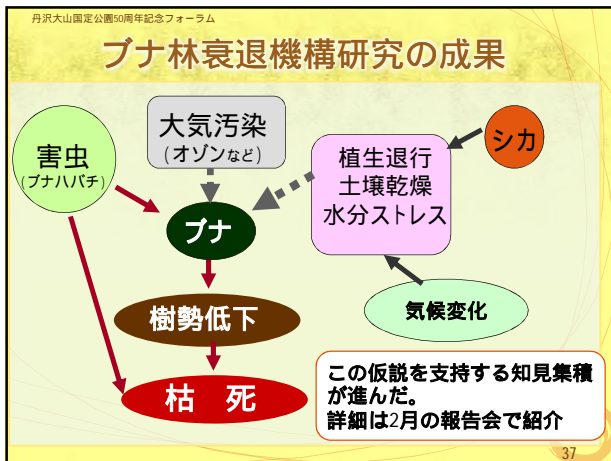 丹沢大山国定公園50周年記念フォーラム
ブナ林衰退機構研究の成果
害虫
(ブナハバチ)
大気汚染
(オゾンなど)
シカ
植生退行
土壌乾燥
水分ストレス
ブナ
気候変化
樹勢低下
枯 死
この仮説を支持する知見集積
が進んだ。
詳細は2月の報告会で紹介
37